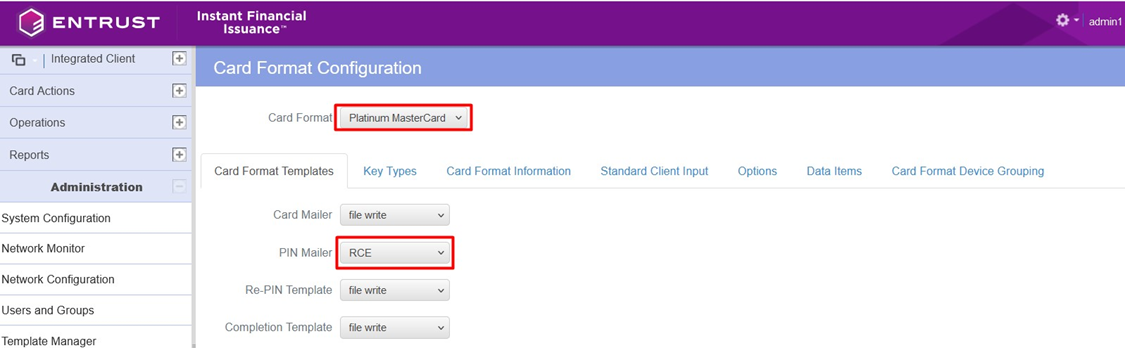 ENTRUST
Instant Financial
Issuance™
admin1
Integrated Client
Card Actions
Operations
Reports
Administration
System Configuration
Network Monitor
Network Configuration
Users and Groups
Template Manager
Card Format Configuration
Card Format Platinum MasterCard
Card Format Templates Key Types Card Format Information Standard Client Input Options Data Items Card Format Device Grouping
Card Mailer file write
PIN Mailer RCE
Re-PIN Template file write
Completion Template file write